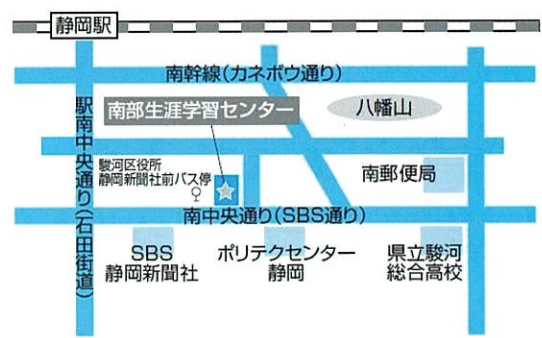 静岡駅
南幹線(カネボウ通り)
南部生涯学習センター
八幡山
駅南中央通り(石田街道)
駿河区役所
静岡新聞社前バス停
南郵便局
南中央通り(SBS通り)
SBS
静岡新聞社
ポリテクセンター
静岡
県立駿河
総合高校